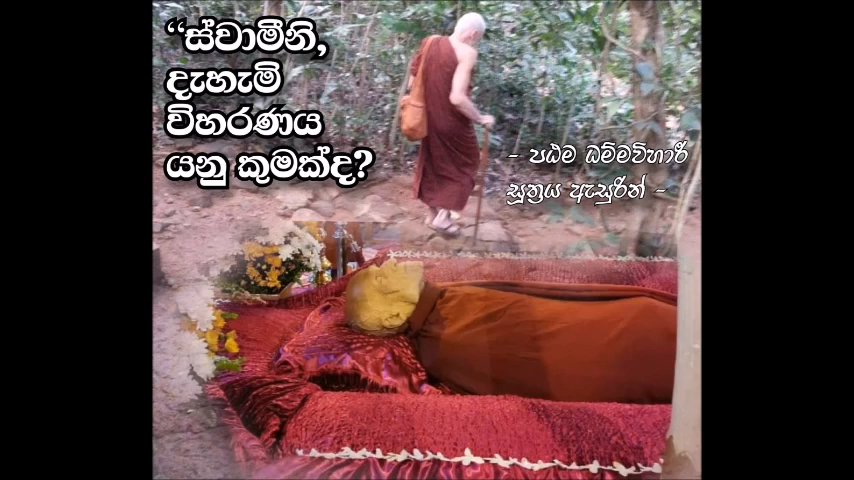 “ස්වාමීනි,
දැහැමි
විහරණය
යනු කුමක්ද?
- පඨම ධම්මවිහාරී
සූත්‍රය ඇසුරින් -